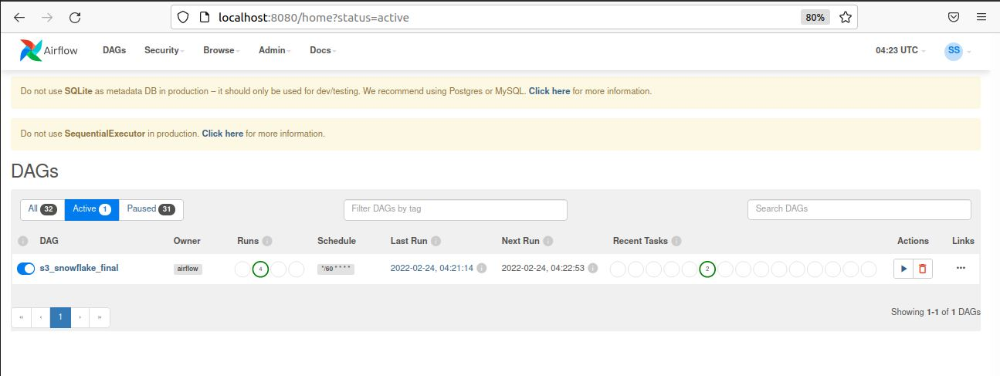 localhost:8080/home?status=active 80%
Airflow DAGs Security Browse Admin Docs 04:23 UTC SS
Do not use SQLite as metadata DB in production – it should only be used for dev/testing. We recommend using Postgres or MySQL. Click here for more information.
Do not use SequentialExecutor in production. Click here for more information.
DAGs
All 32 Active 1 Paused 31 Filter DAGs by tag Search DAGs
i DAG Owner Runs i Schedule Last Run i Next Run i Recent Tasks i Actions Links
s3_snowflake_final airflow 4 */60 * * * * 2022-02-24, 04:21:14 i 2022-02-24, 04:22:53 i 2 •••
« ‹ 1 › » Showing 1-1 of 1 DAGs